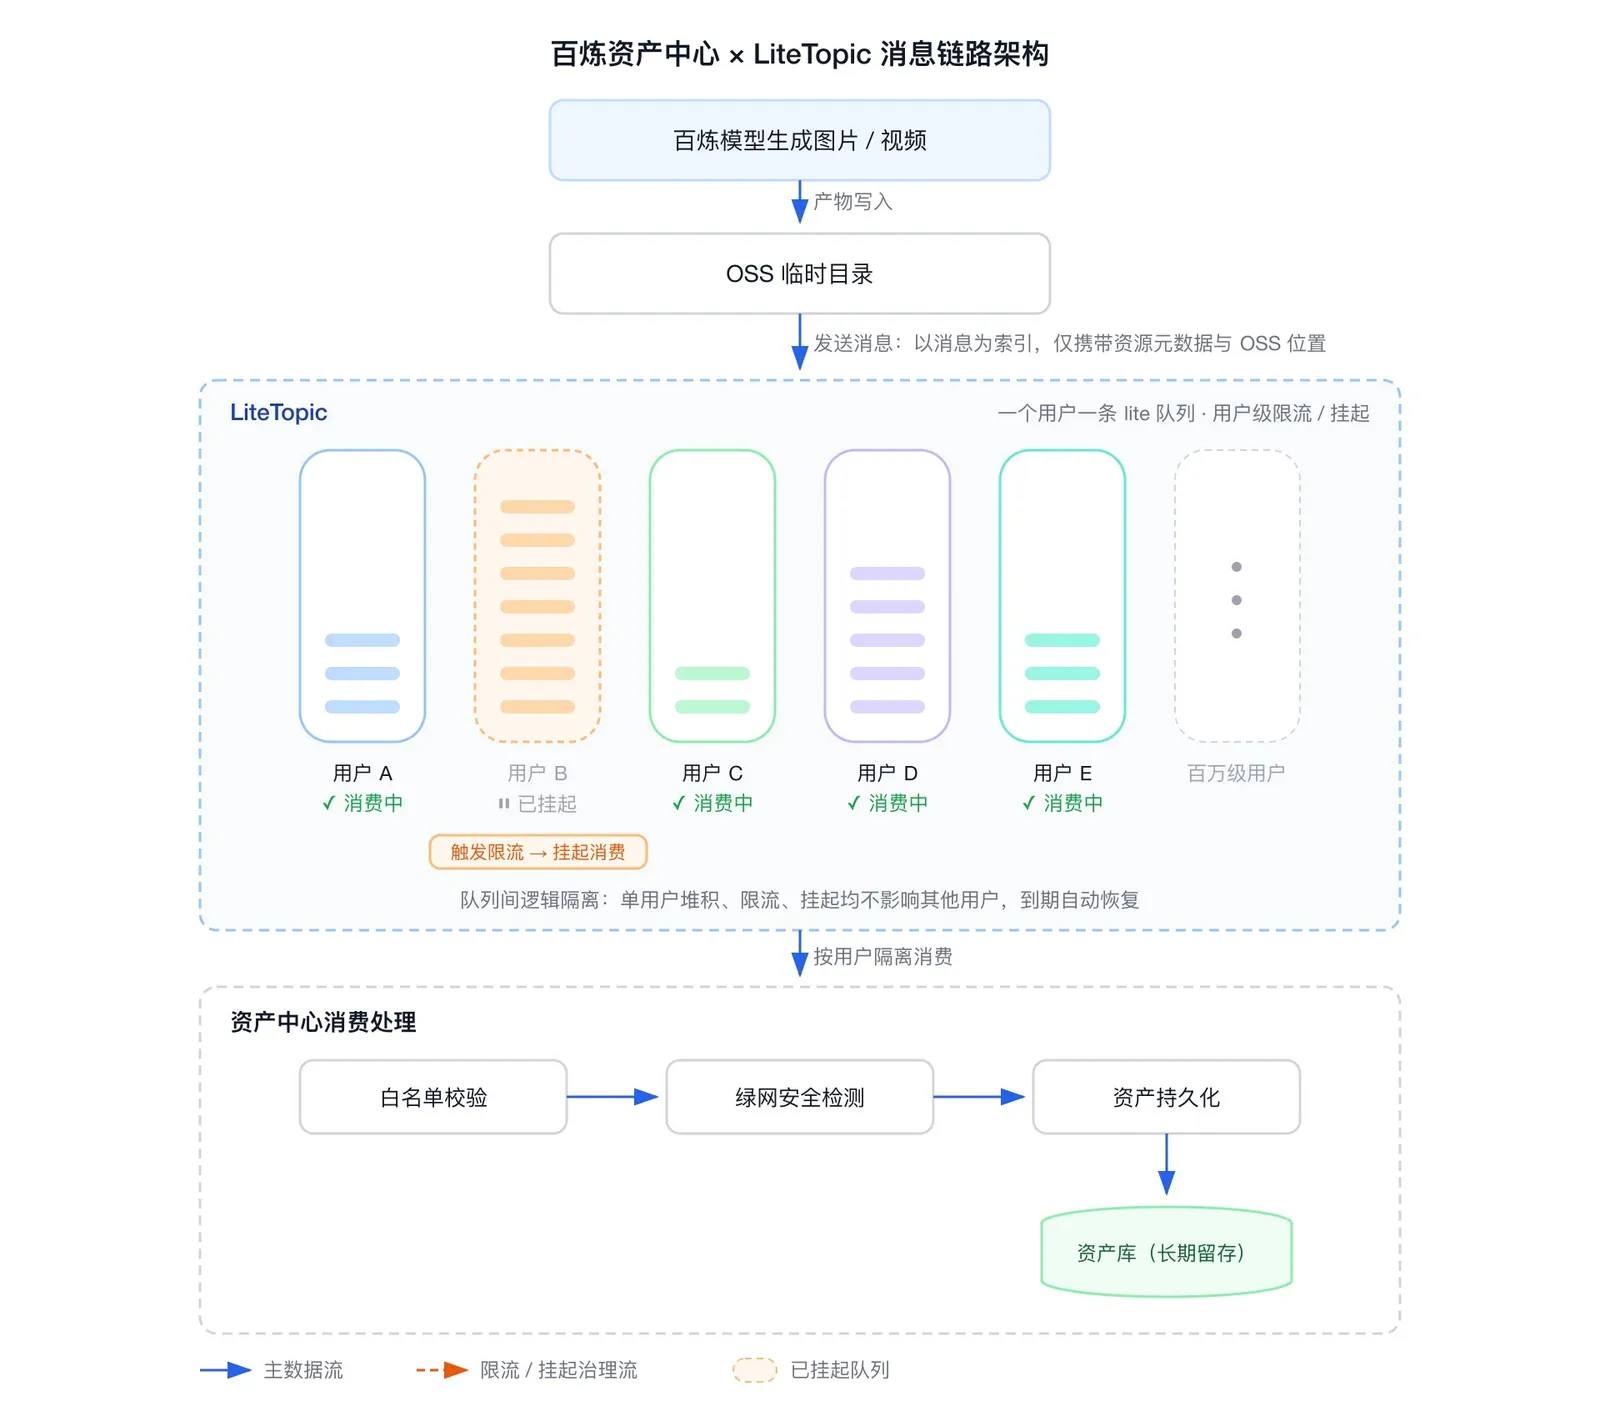 百炼资产中心 × LiteTopic 消息链路架构
百炼模型生成图片 / 视频
产物写入
OSS 临时目录
发送消息：以消息为索引，仅携带资源元数据与 OSS 位置
LiteTopic
一个用户一条 lite 队列 · 用户级限流 / 挂起
用户 A
用户 B
用户 C
用户 D
用户 E
百万级用户
✓ 消费中
⏸ 已挂起
✓ 消费中
✓ 消费中
✓ 消费中
触发限流 → 挂起消费
队列间逻辑隔离：单用户堆积、限流、挂起均不影响其他用户，到期自动恢复
按用户隔离消费
资产中心消费处理
白名单校验
绿网安全检测
资产持久化
资产库（长期留存）
主数据流
限流 / 挂起治理流
已挂起队列